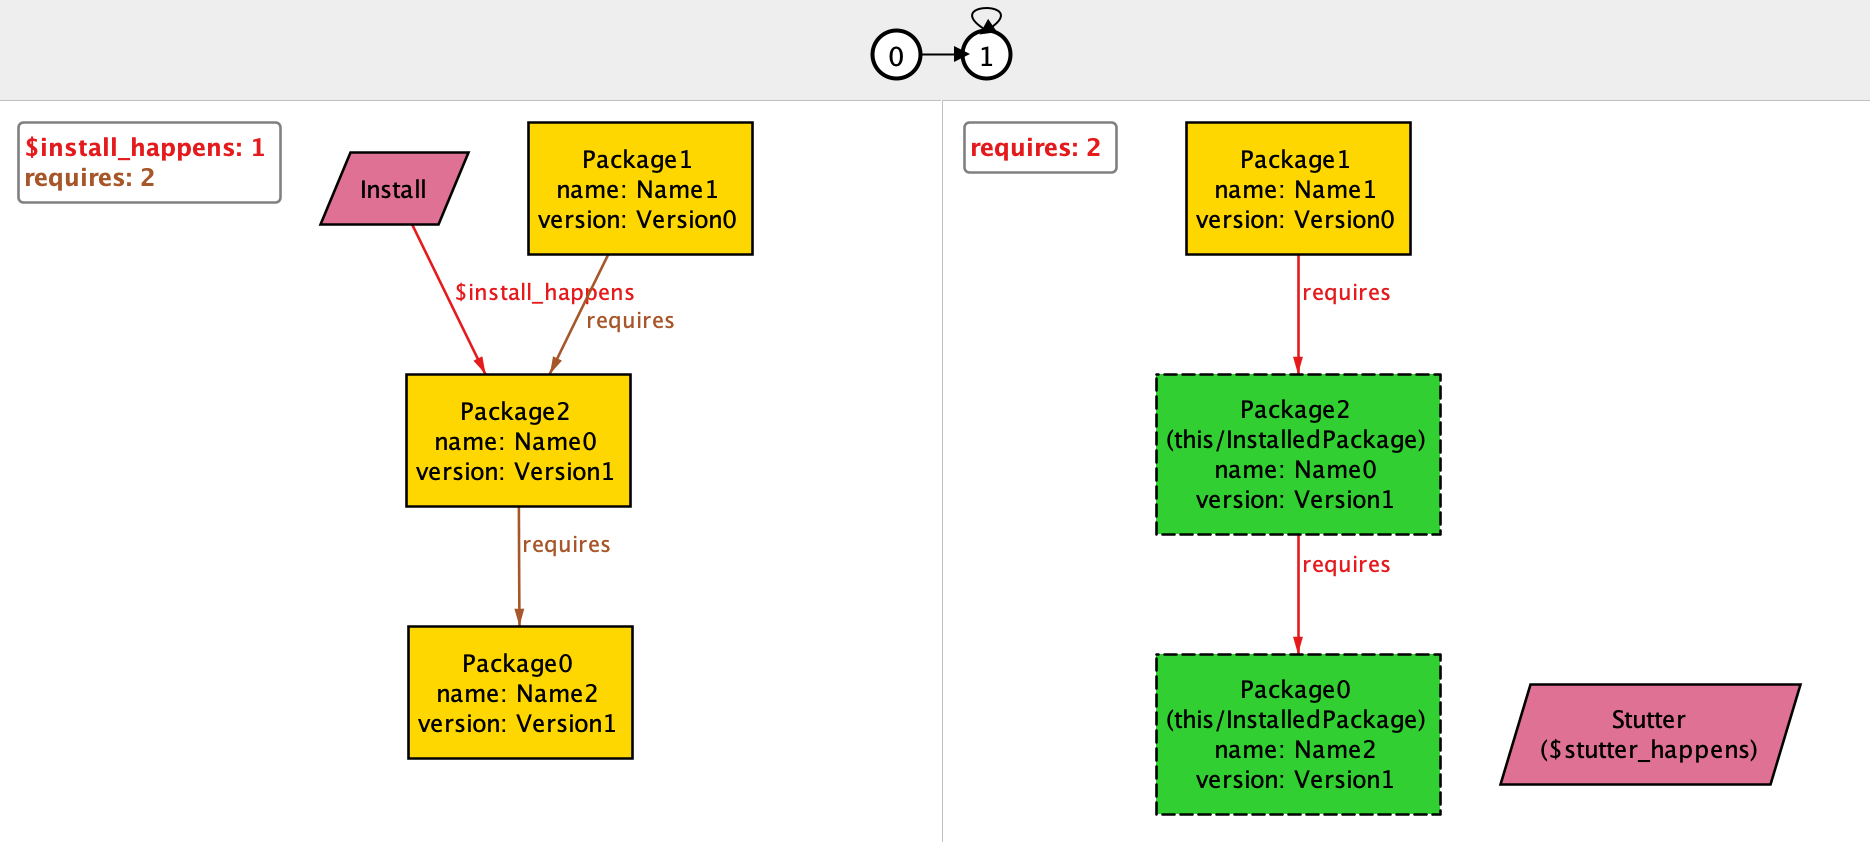 0
1
$install_happens: 1
requires: 2
Install
Package1
name: Name1
version: Version0
$install_happens
requires
Package2
name: Name0
version: Version1
requires
Package0
name: Name2
version: Version1
requires: 2
Package1
name: Name1
version: Version0
requires
Package2
(this/InstalledPackage)
name: Name0
version: Version1
requires
Package0
(this/InstalledPackage)
name: Name2
version: Version1
Stutter
($stutter_happens)